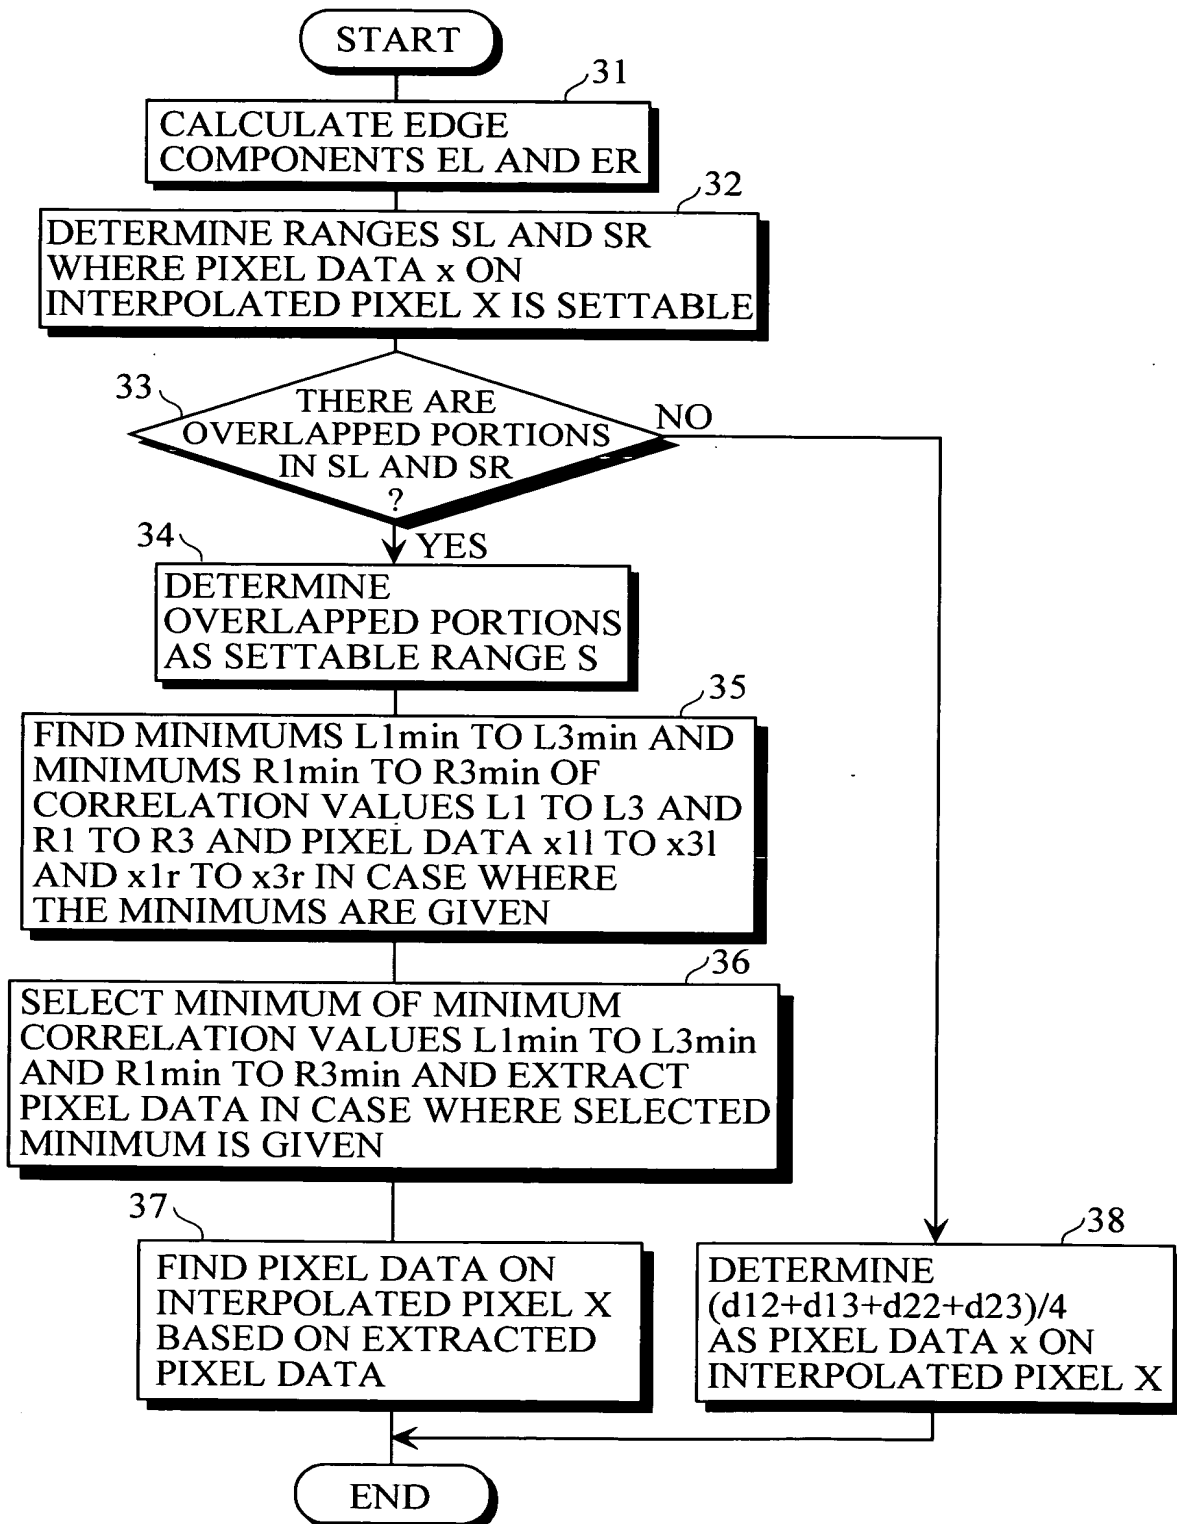 START
31
CALCULATE EDGE
COMPONENTS EL AND ER
32
DETERMINE RANGES SL AND SR
WHERE PIXEL DATA x ON
INTERPOLATED PIXEL X IS SETTABLE
33
THERE ARE
OVERLAPPED PORTIONS
IN SL AND SR
?
NO
YES
34
DETERMINE
OVERLAPPED PORTIONS
AS SETTABLE RANGE S
35
FIND MINIMUMS L1min TO L3min AND
MINIMUMS R1min TO R3min OF
CORRELATION VALUES L1 TO L3 AND
R1 TO R3 AND PIXEL DATA x1l TO x3l
AND x1r TO x3r IN CASE WHERE
THE MINIMUMS ARE GIVEN
36
SELECT MINIMUM OF MINIMUM
CORRELATION VALUES L1min TO L3min
AND R1min TO R3min AND EXTRACT
PIXEL DATA IN CASE WHERE SELECTED
MINIMUM IS GIVEN
37
FIND PIXEL DATA ON
INTERPOLATED PIXEL X
BASED ON EXTRACTED
PIXEL DATA
38
DETERMINE
(d12+d13+d22+d23)/4
AS PIXEL DATA x ON
INTERPOLATED PIXEL X
END